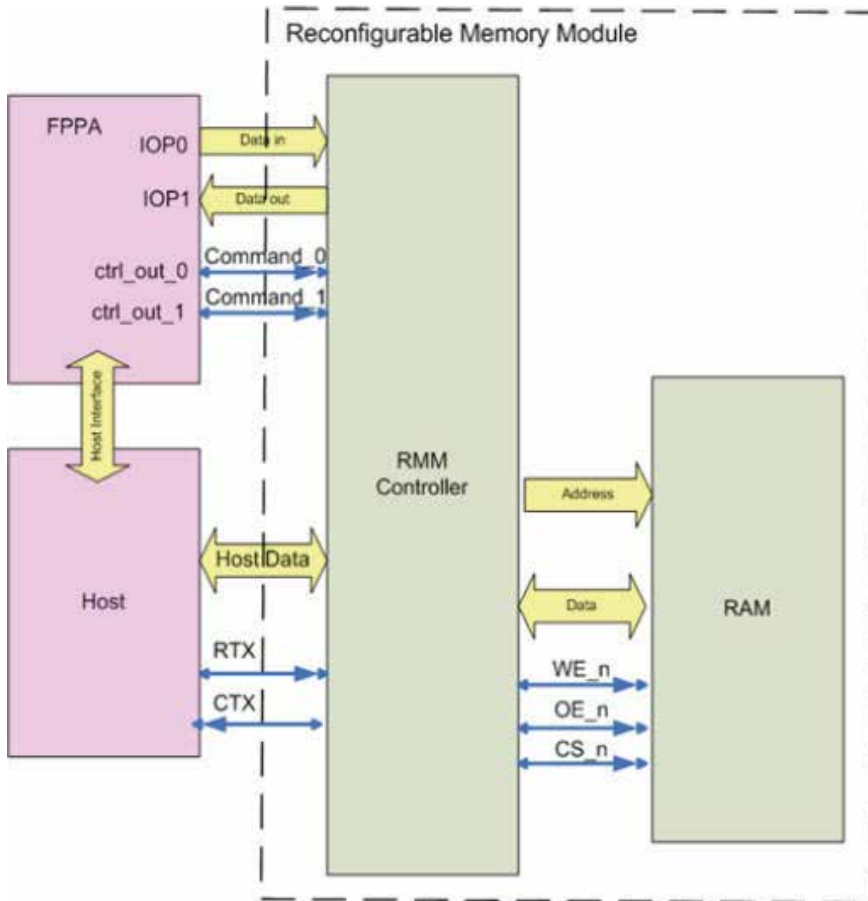 Reconfigurable Memory Module
FPPA
IOP0
Data in
IOP1
Data out
ctrl_out_0
Command_0
ctrl_out_1
Command_1
Host Interface
RMM
Controller
Address
Host Data
Host
Data
RAM
RTX
WE_n
CTX
OE_n
CS_n